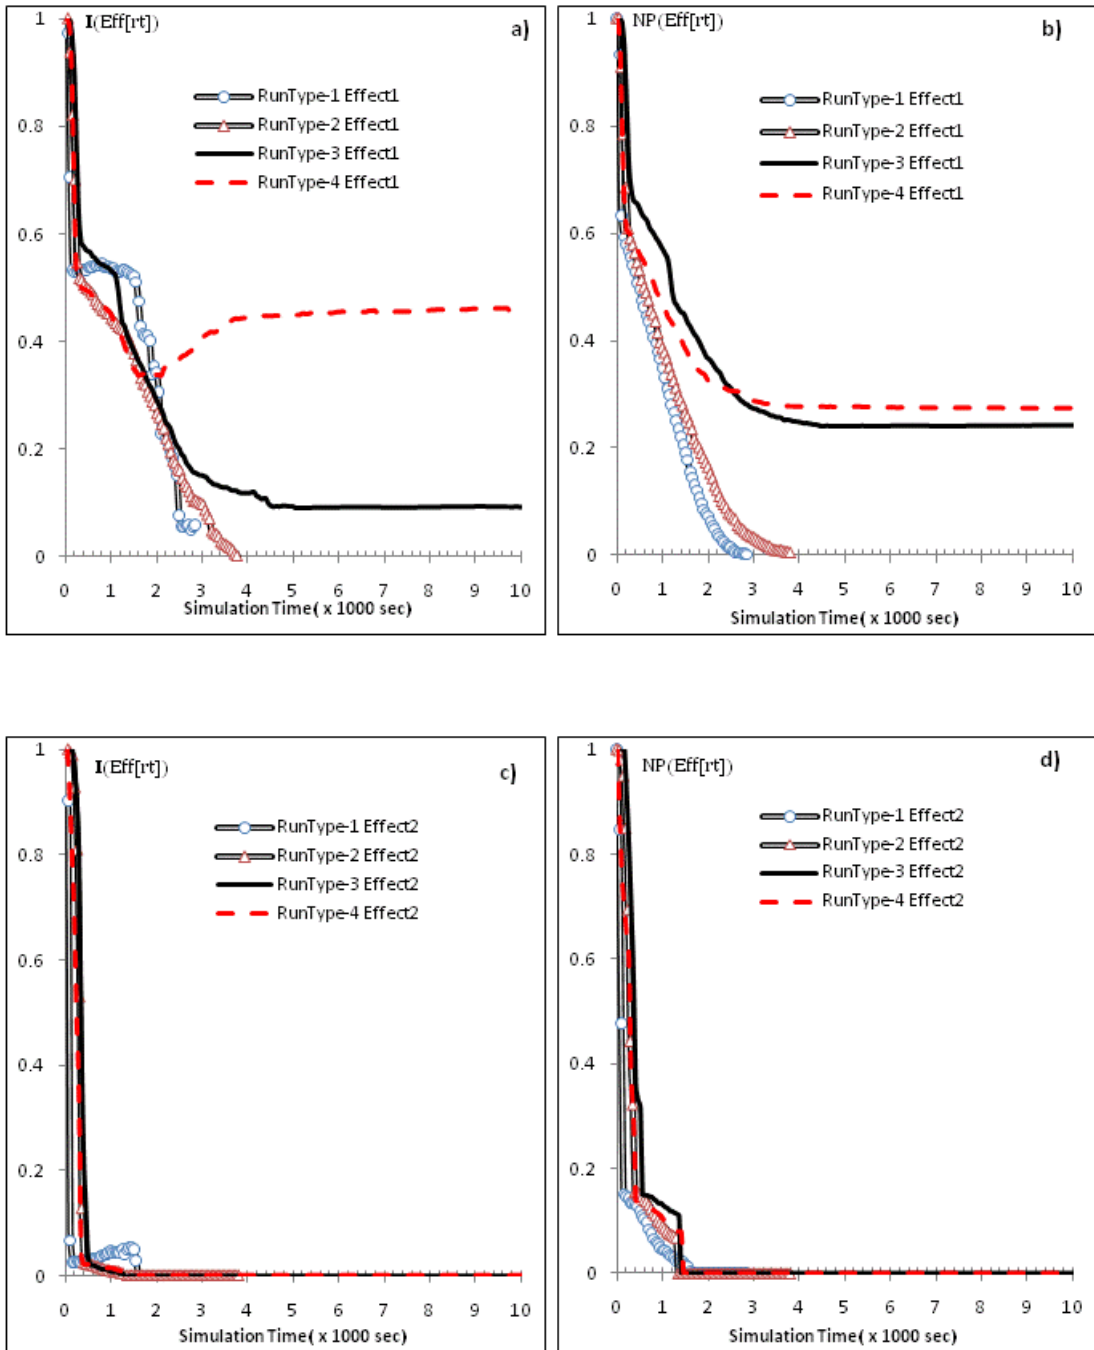 I(Eff[rt])
a)
RunType-1 Effect1
RunType-2 Effect1
RunType-3 Effect1
RunType-4 Effect1
1
0.8
0.6
0.4
0.2
0
0 1 2 3 4 5 6 7 8 9 10
Simulation Time( x 1000 sec)
NP(Eff[rt])
b)
RunType-1 Effect1
RunType-2 Effect1
RunType-3 Effect1
RunType-4 Effect1
1
0.8
0.6
0.4
0.2
0
0 1 2 3 4 5 6 7 8 9 10
Simulation Time( x 1000 sec)
I(Eff[rt])
c)
RunType-1 Effect2
RunType-2 Effect2
RunType-3 Effect2
RunType-4 Effect2
1
0.8
0.6
0.4
0.2
0
0 1 2 3 4 5 6 7 8 9 10
Simulation Time( x 1000 sec)
NP(Eff[rt])
d)
RunType-1 Effect2
RunType-2 Effect2
RunType-3 Effect2
RunType-4 Effect2
1
0.8
0.6
0.4
0.2
0
0 1 2 3 4 5 6 7 8 9 10
Simulation Time( x 1000 sec)